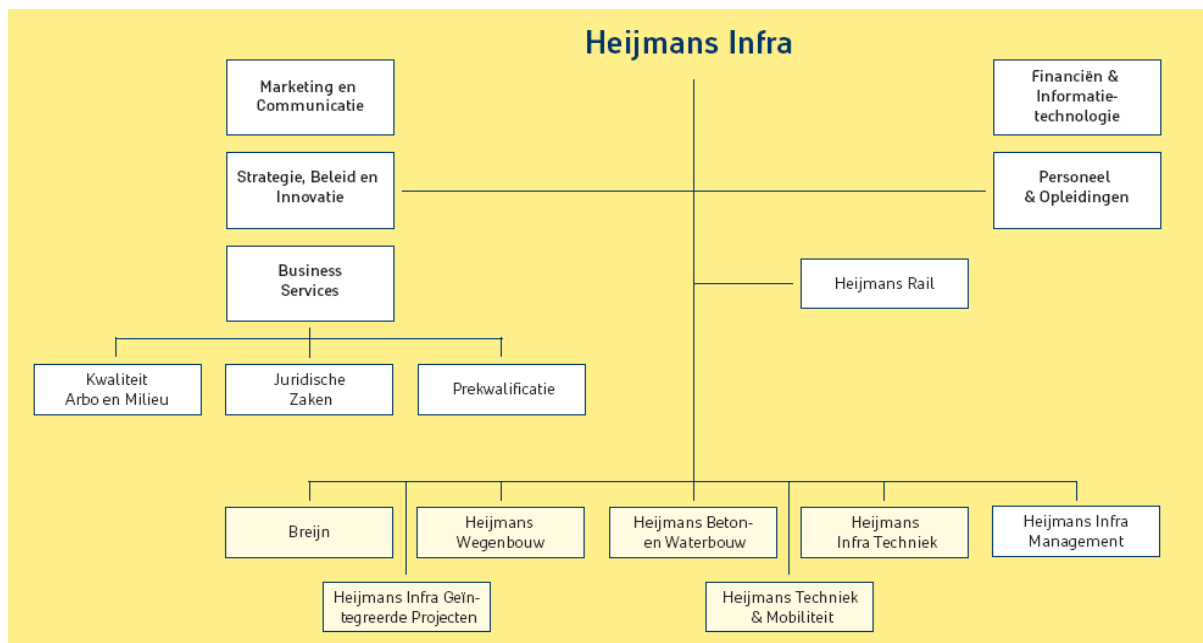 Heijmans Infra
Marketing en
Communicatie
Financiën &
Informatie-
technologie
Strategie, Beleid en
Innovatie
Personeel
& Opleidingen
Business
Services
Heijmans Rail
Kwaliteit
Arbo en Milieu
Juridische
Zaken
Prekwalificatie
Breijn
Heijmans
Wegenbouw
Heijmans Beton-
en Waterbouw
Heijmans
Infra Techniek
Heijmans Infra
Management
Heijmans Infra Geïn-
tegreerde Projecten
Heijmans Techniek
& Mobiliteit